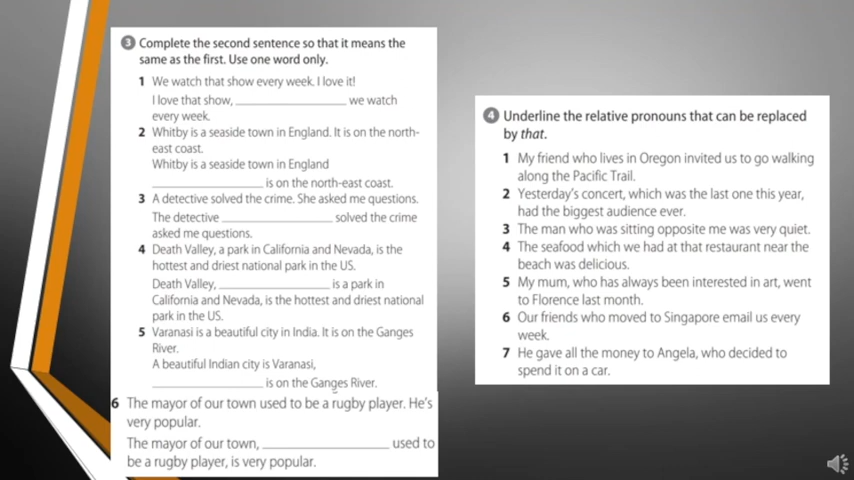 3 Complete the second sentence so that it means the
same as the first. Use one word only.
1 We watch that show every week. I love it!
I love that show, ____________________ we watch
every week.
2 Whitby is a seaside town in England. It is on the north-
east coast.
Whitby is a seaside town in England
____________________ is on the north-east coast.
3 A detective solved the crime. She asked me questions.
The detective ____________________ solved the crime
asked me questions.
4 Death Valley, a park in California and Nevada, is the
hottest and driest national park in the US.
Death Valley, ____________________ is a park in
California and Nevada, is the hottest and driest national
park in the US.
5 Varanasi is a beautiful city in India. It is on the Ganges
River.
A beautiful Indian city is Varanasi,
____________________ is on the Ganges River.
6 The mayor of our town used to be a rugby player. He's
very popular.
The mayor of our town, ____________________ used to
be a rugby player, is very popular.
4 Underline the relative pronouns that can be replaced
by that.
1 My friend who lives in Oregon invited us to go walking
along the Pacific Trail.
2 Yesterday's concert, which was the last one this year,
had the biggest audience ever.
3 The man who was sitting opposite me was very quiet.
4 The seafood which we had at that restaurant near the
beach was delicious.
5 My mum, who has always been interested in art, went
to Florence last month.
6 Our friends who moved to Singapore email us every
week.
7 He gave all the money to Angela, who decided to
spend it on a car.